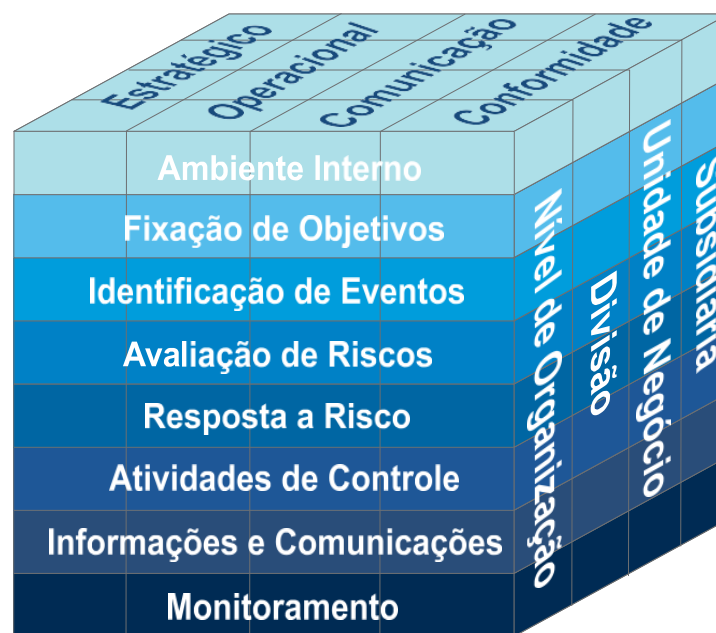 Estratégico
Operacional
Comunicação
Conformidade
Ambiente Interno
Fixação de Objetivos
Identificação de Eventos
Avaliação de Riscos
Resposta a Risco
Atividades de Controle
Informações e Comunicações
Monitoramento
Nível de Organização
Divisão
Unidade de Negócio
Subsidiária